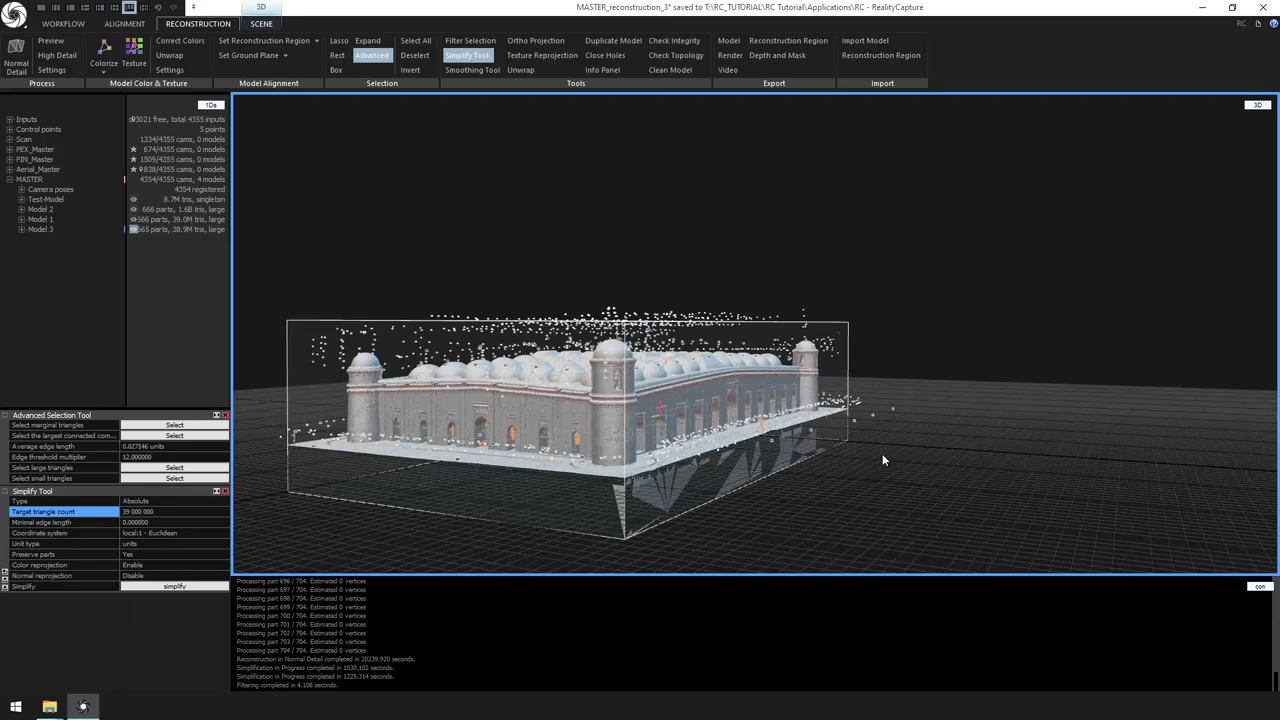 3D
MASTER_reconstruction_3* saved to T:\RC_TUTORIAL\RC Tutorial\Applications\RC - RealityCapture
WORKFLOW ALIGNMENT RECONSTRUCTION SCENE RC
Preview Correct Colors Set Reconstruction Region Lasso Expand Select All Filter Selection Ortho Projection Duplicate Model Check Integrity Model Reconstruction Region Import Model
Normal Detail High Detail Colorize Texture Unwrap Set Ground Plane Rect Advanced Deselect Simplify Tool Texture Reprojection Close Holes Check Topology Render Depth and Mask Reconstruction Region
Settings Settings Box Invert Smoothing Tool Unwrap Info Panel Clean Model Video
Process Model Color & Texture Model Alignment Selection Tools Export Import
1Ds
3D
Inputs 3021 free, total 4355 inputs
Control points 5 points
Scan 1334/4355 cams, 0 models
PEX_Master 674/4355 cams, 0 models
PIN_Master 1509/4355 cams, 0 models
Aerial_Master 838/4355 cams, 0 models
MASTER 4354/4355 cams, 4 models
Camera poses 4354 registered
Test-Model 8.7M tris, singleton
Model 2 666 parts, 1.6B tris, large
Model 1 566 parts, 39.0M tris, large
Model 3 565 parts, 38.9M tris, large
Advanced Selection Tool
Select marginal triangles Select
Select the largest connected com... Select
Average edge length 0.027146 units
Edge threshold multiplier 12.000000
Select large triangles Select
Select small triangles Select
Simplify Tool
Type Absolute
Target triangle count 39 000 000
Minimal edge length 0.000000
Coordinate system local:1 - Euclidean
Unit type units
Preserve parts Yes
Color reprojection Enable
Normal reprojection Disable
Simplify simplify
Processing part 696 / 704. Estimated 0 vertices
Processing part 697 / 704. Estimated 0 vertices
Processing part 698 / 704. Estimated 0 vertices
Processing part 699 / 704. Estimated 0 vertices
Processing part 700 / 704. Estimated 0 vertices
Processing part 701 / 704. Estimated 0 vertices
Processing part 702 / 704. Estimated 0 vertices
Processing part 703 / 704. Estimated 0 vertices
Processing part 704 / 704. Estimated 0 vertices
Reconstruction in Normal Detail completed in 20239.920 seconds.
Simplification in Progress completed in 1030.102 seconds.
Simplification in Progress completed in 1225.314 seconds.
Filtering completed in 4.108 seconds.
con